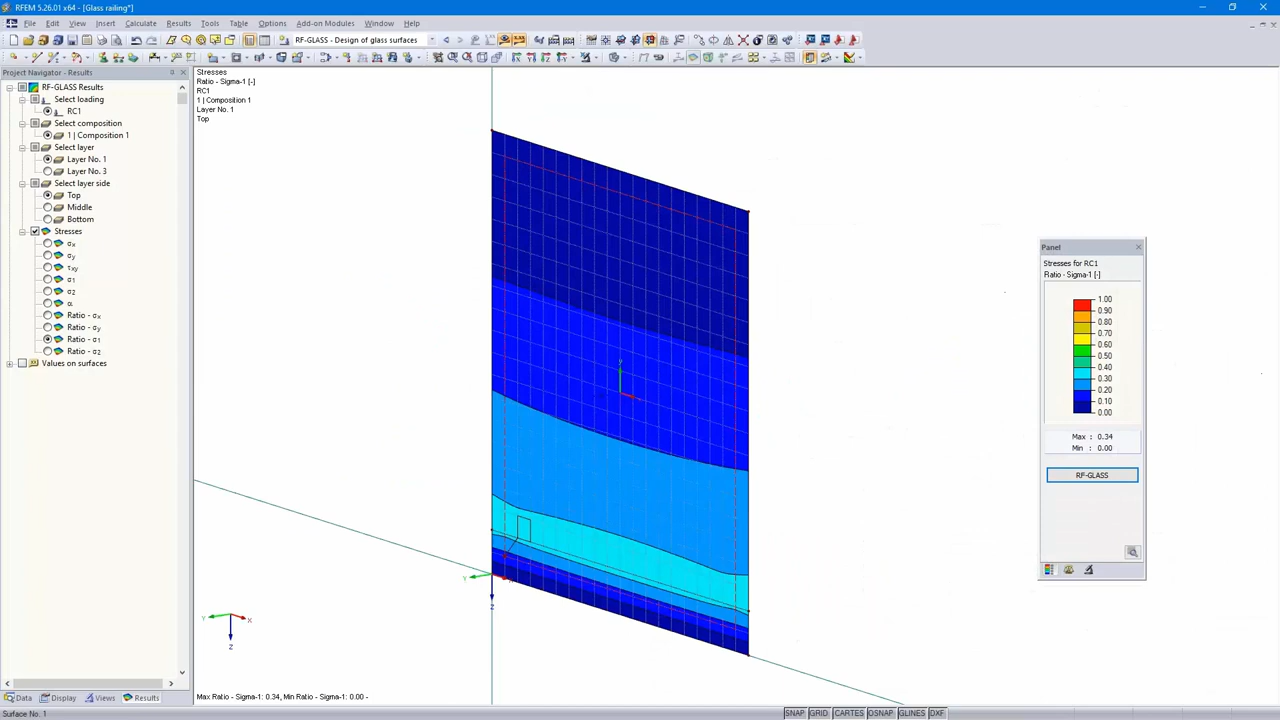 RFEM 5.26.01 x64 - [Glass railing*]
File Edit View Insert Calculate Results Tools Table Options Add-on Modules Window Help
RF-GLASS - Design of glass surfaces
Project Navigator - Results
RF-GLASS Results
Select loading
RC1
Select composition
1 | Composition 1
Select layer
Layer No. 1
Layer No. 3
Select layer side
Top
Middle
Bottom
Stresses
σx
σy
τxy
σ1
σ2
α
Ratio - σx
Ratio - σy
Ratio - σ1
Ratio - σ2
Values on surfaces
Data Display Views Results
Stresses
Ratio - Sigma-1 [-]
RC1
1 | Composition 1
Layer No. 1
Top
y
Y
Z
Y
X
Z
Max Ratio - Sigma-1: 0.34, Min Ratio - Sigma-1: 0.00 -
Panel
Stresses for RC1
Ratio - Sigma-1 [-]
1.00
0.90
0.80
0.70
0.60
0.50
0.40
0.30
0.20
0.10
0.00
Max : 0.34
Min : 0.00
RF-GLASS
Surface No. 1
SNAP GRID CARTES OSNAP GLINES DXF